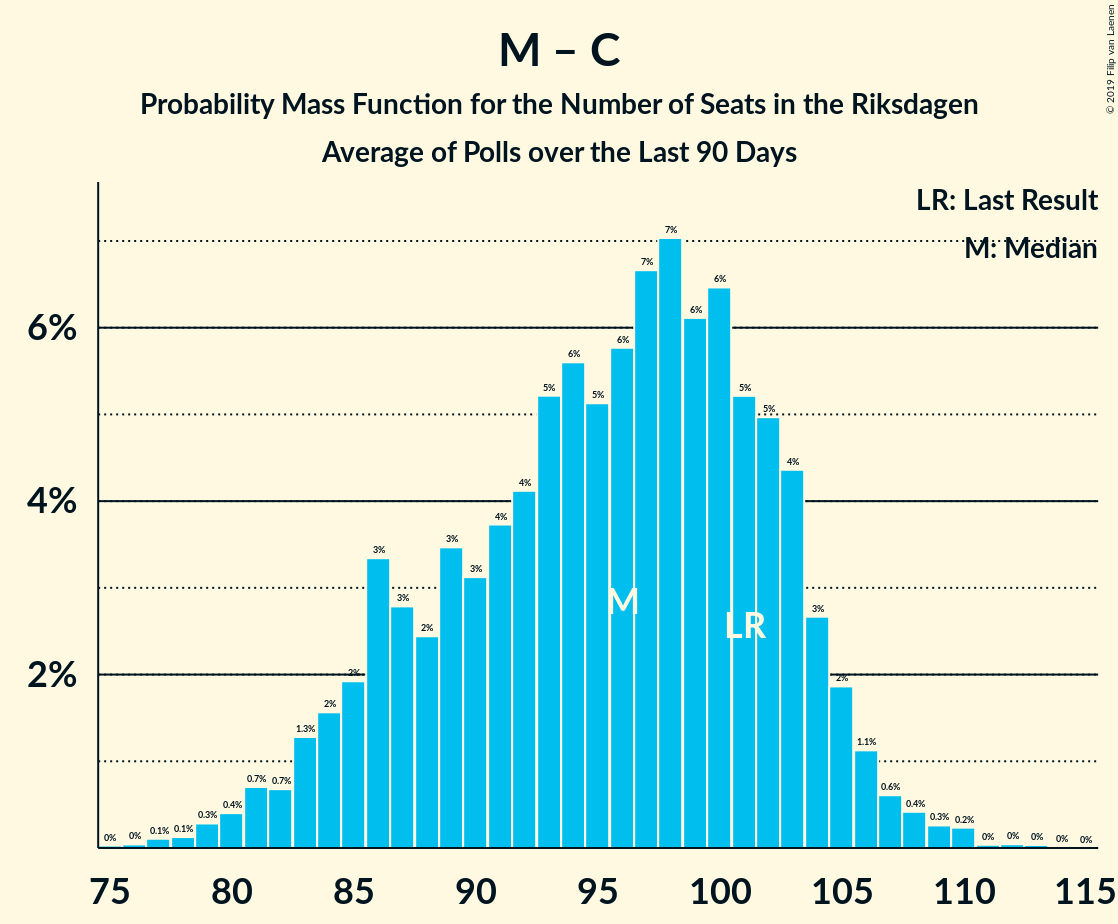 M – C
Probability Mass Function for the Number of Seats in the Riksdagen
Average of Polls over the Last 90 Days
© 2019 Filip van Laenen
LR: Last Result
M: Median
6%
4%
2%
0% 0% 0.1% 0.1% 0.3% 0.4% 0.7% 0.7% 1.3% 2% 2% 3% 3% 2% 3% 3% 4% 4% 5% 6% 5% 6% 7% 7% 6% 6% 5% 5% 4% 3% 2% 1.1% 0.6% 0.4% 0.3% 0.2% 0% 0% 0% 0% 0%
M
LR
75 80 85 90 95 100 105 110 115